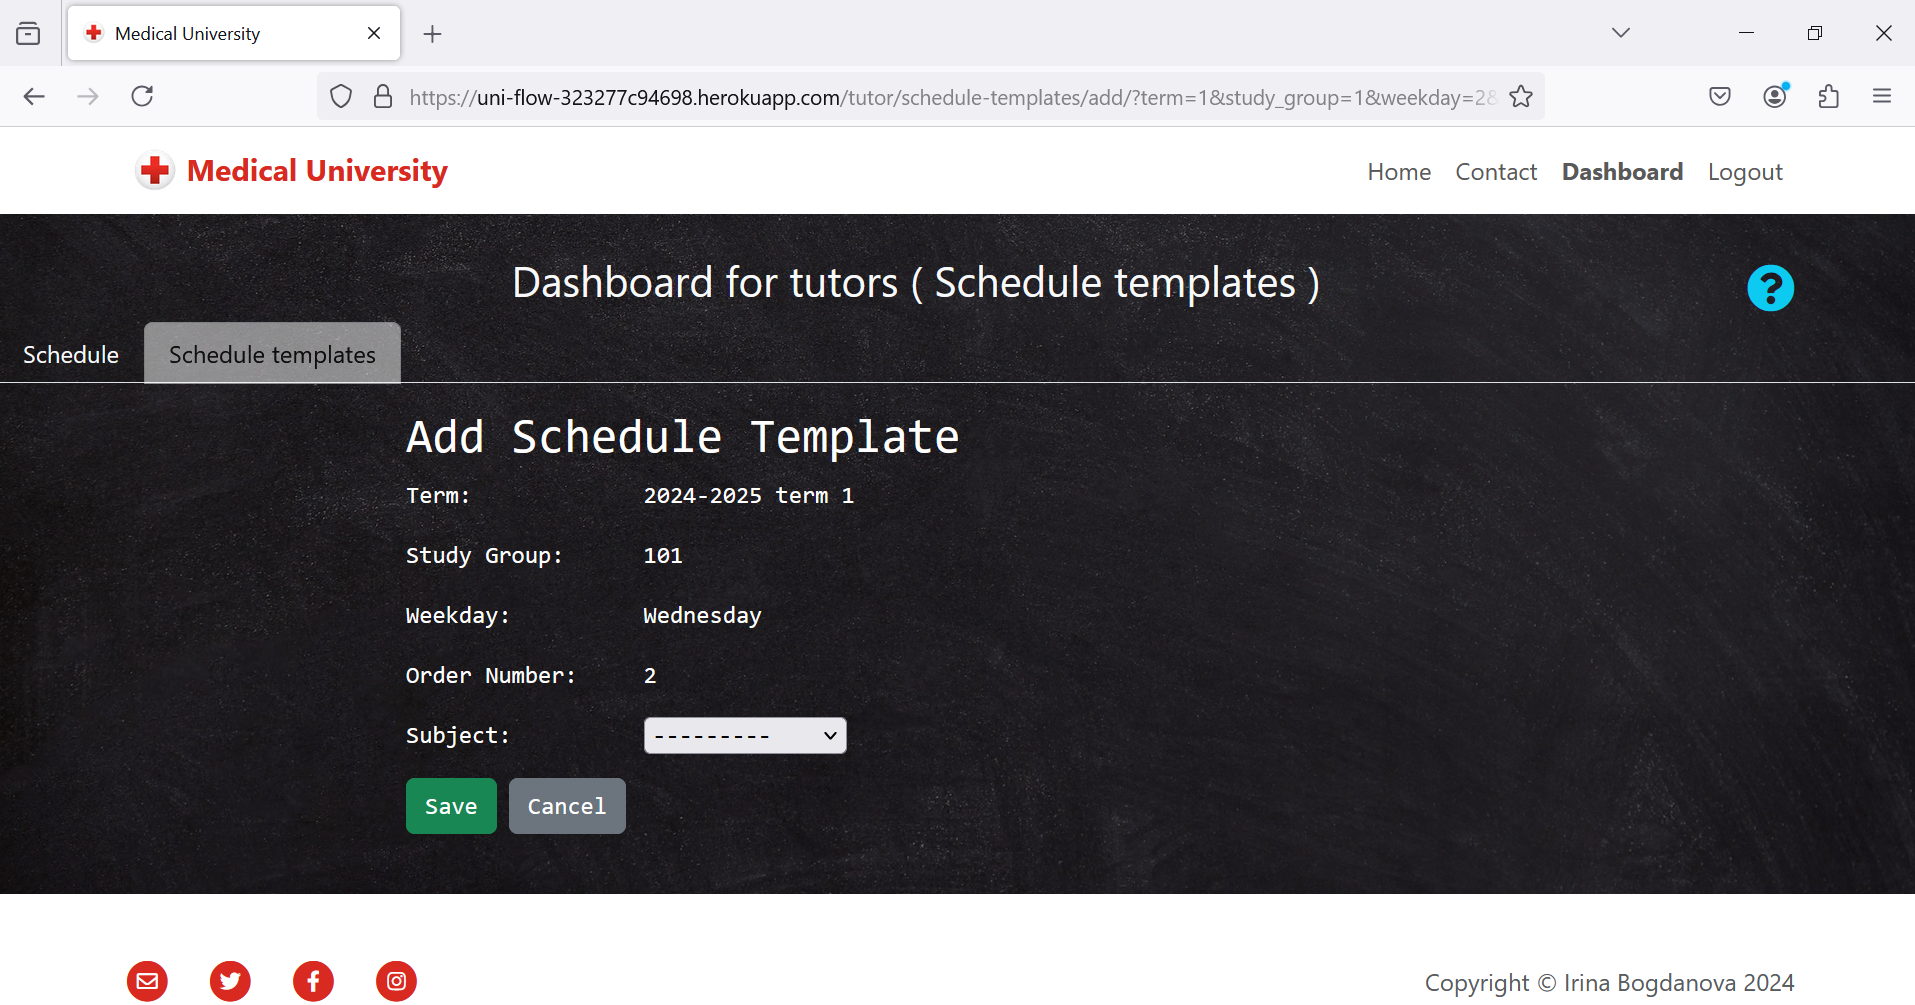 Medical University
https://uni-flow-323277c94698.herokuapp.com/tutor/schedule-templates/add/?term=1&study_group=1&weekday=2&
Medical University
Home Contact Dashboard Logout
Dashboard for tutors ( Schedule templates )
?
Schedule Schedule templates
Add Schedule Template
Term: 2024-2025 term 1
Study Group: 101
Weekday: Wednesday
Order Number: 2
Subject: ---------
Save Cancel
Copyright © Irina Bogdanova 2024